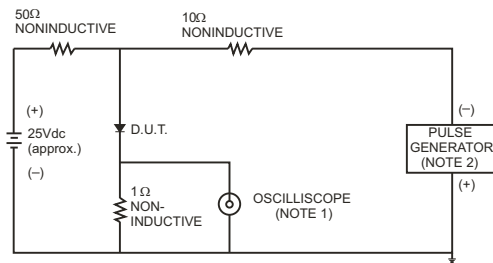 50Ω
NONINDUCTIVE
10Ω
NONINDUCTIVE
(+)
25Vdc
(approx.)
(–)
D.U.T.
1Ω
NON-
INDUCTIVE
OSCILLISCOPE
(NOTE 1)
(–)
PULSE
GENERATOR
(NOTE 2)
(+)